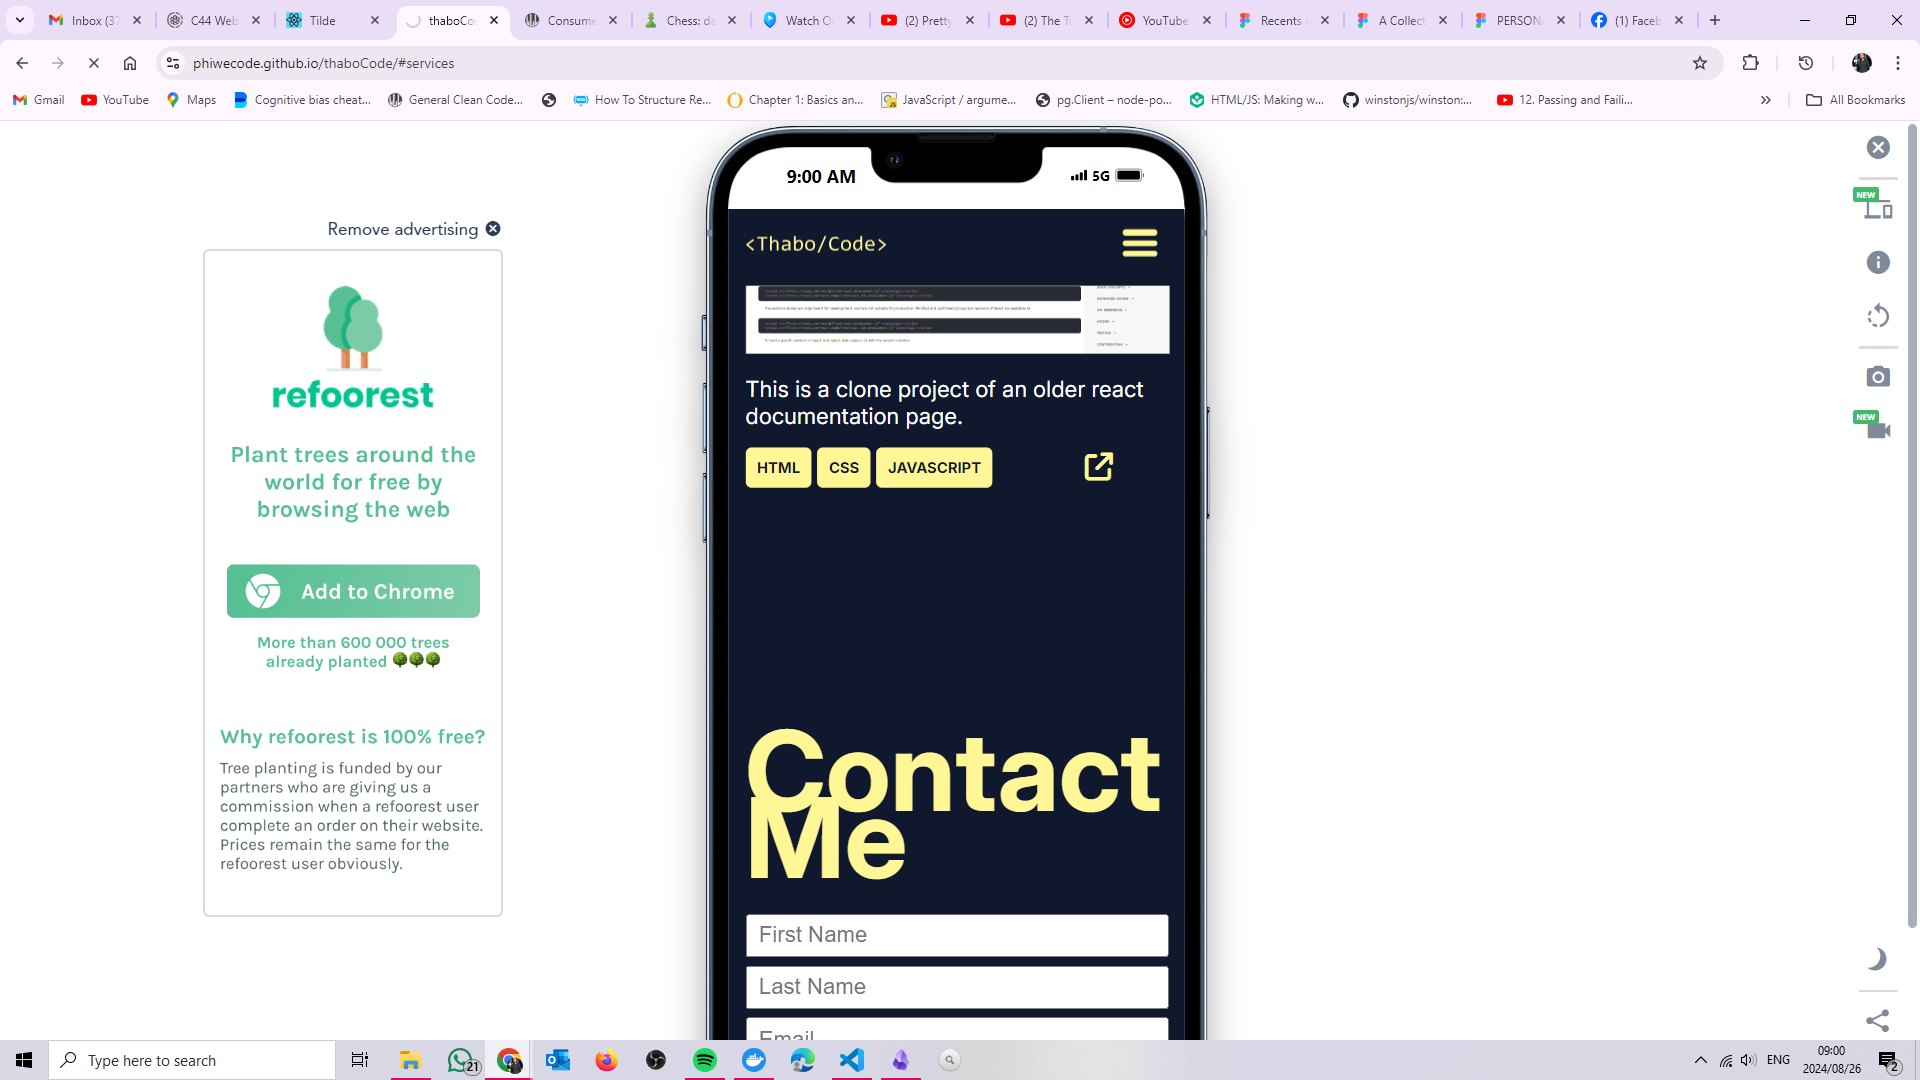 Inbox (37
C44 Web
Tilde
thaboCo
Consume
Chess: da
Watch O
(2) Pretty
(2) The T
YouTube
Recents
A Collect
PERSONA
(1) Faceb
phiwecode.github.io/thaboCode/#services
Gmail
YouTube
Maps
Cognitive bias cheat...
General Clean Code...
How To Structure Re...
Chapter 1: Basics an...
JavaScript / argume...
pg.Client – node-po...
HTML/JS: Making w...
winstonjs/winston:...
12. Passing and Faili...
All Bookmarks
Remove advertising
refoorest
Plant trees around the
world for free by
browsing the web
Add to Chrome
More than 600 000 trees
already planted
Why refoorest is 100% free?
Tree planting is funded by our
partners who are giving us a
commission when a refoorest user
complete an order on their website.
Prices remain the same for the
refoorest user obviously.
9:00 AM
5G
<Thabo/Code>
This is a clone project of an older react
documentation page.
HTML
CSS
JAVASCRIPT
Contact
Me
First Name
Last Name
Email
NEW
NEW
Type here to search
21
ENG
09:00
2024/08/26
2